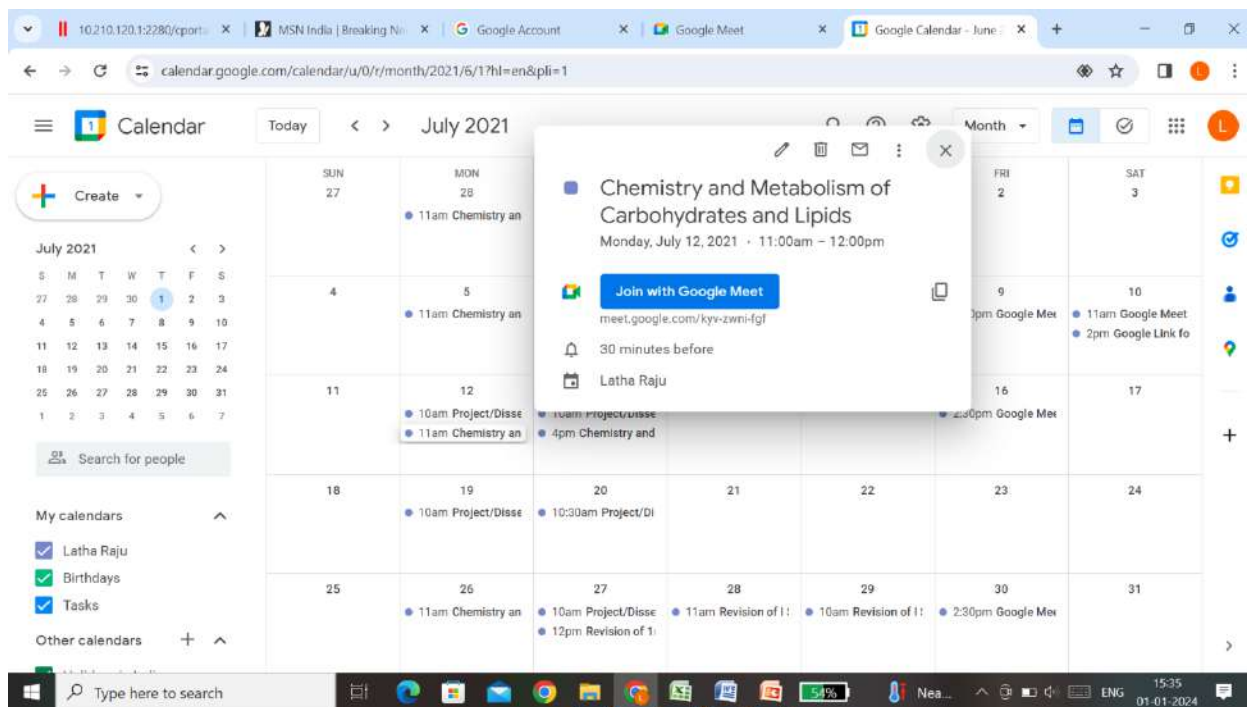 10.210.120.1:2280/cports
MSN India | Breaking Ne
Google Account
Google Meet
Google Calendar - June
calendar.google.com/calendar/u/0/r/month/2021/6/1?hl=en&pli=1
L
Calendar
Today
July 2021
Month
L
Create
July 2021
S M T W T F S
27 28 29 30 1 2 3
4 5 6 7 8 9 10
11 12 13 14 15 16 17
18 19 20 21 22 23 24
25 26 27 28 29 30 31
1 2 3 4 5 6 7
Search for people
My calendars
Latha Raju
Birthdays
Tasks
Other calendars
SUN MON FRI SAT
27 28 2 3
11am Chemistry an
Chemistry and Metabolism of
Carbohydrates and Lipids
Monday, July 12, 2021 · 11:00am – 12:00pm
Join with Google Meet
meet.google.com/kyv-zwni-fgf
30 minutes before
Latha Raju
4 5 9 10
11am Chemistry an
0pm Google Mee
11am Google Meet
2pm Google Link fo
11 12 16 17
10am Project/Disse
10am Project/Disse
2:30pm Google Mee
11am Chemistry an
4pm Chemistry and
18 19 20 21 22 23 24
10am Project/Disse
10:30am Project/Di
25 26 27 28 29 30 31
11am Chemistry an
10am Project/Disse
11am Revision of I
10am Revision of I
2:30pm Google Mee
12pm Revision of 1
Type here to search
54%
Nea...
ENG
15:35
01-01-2024